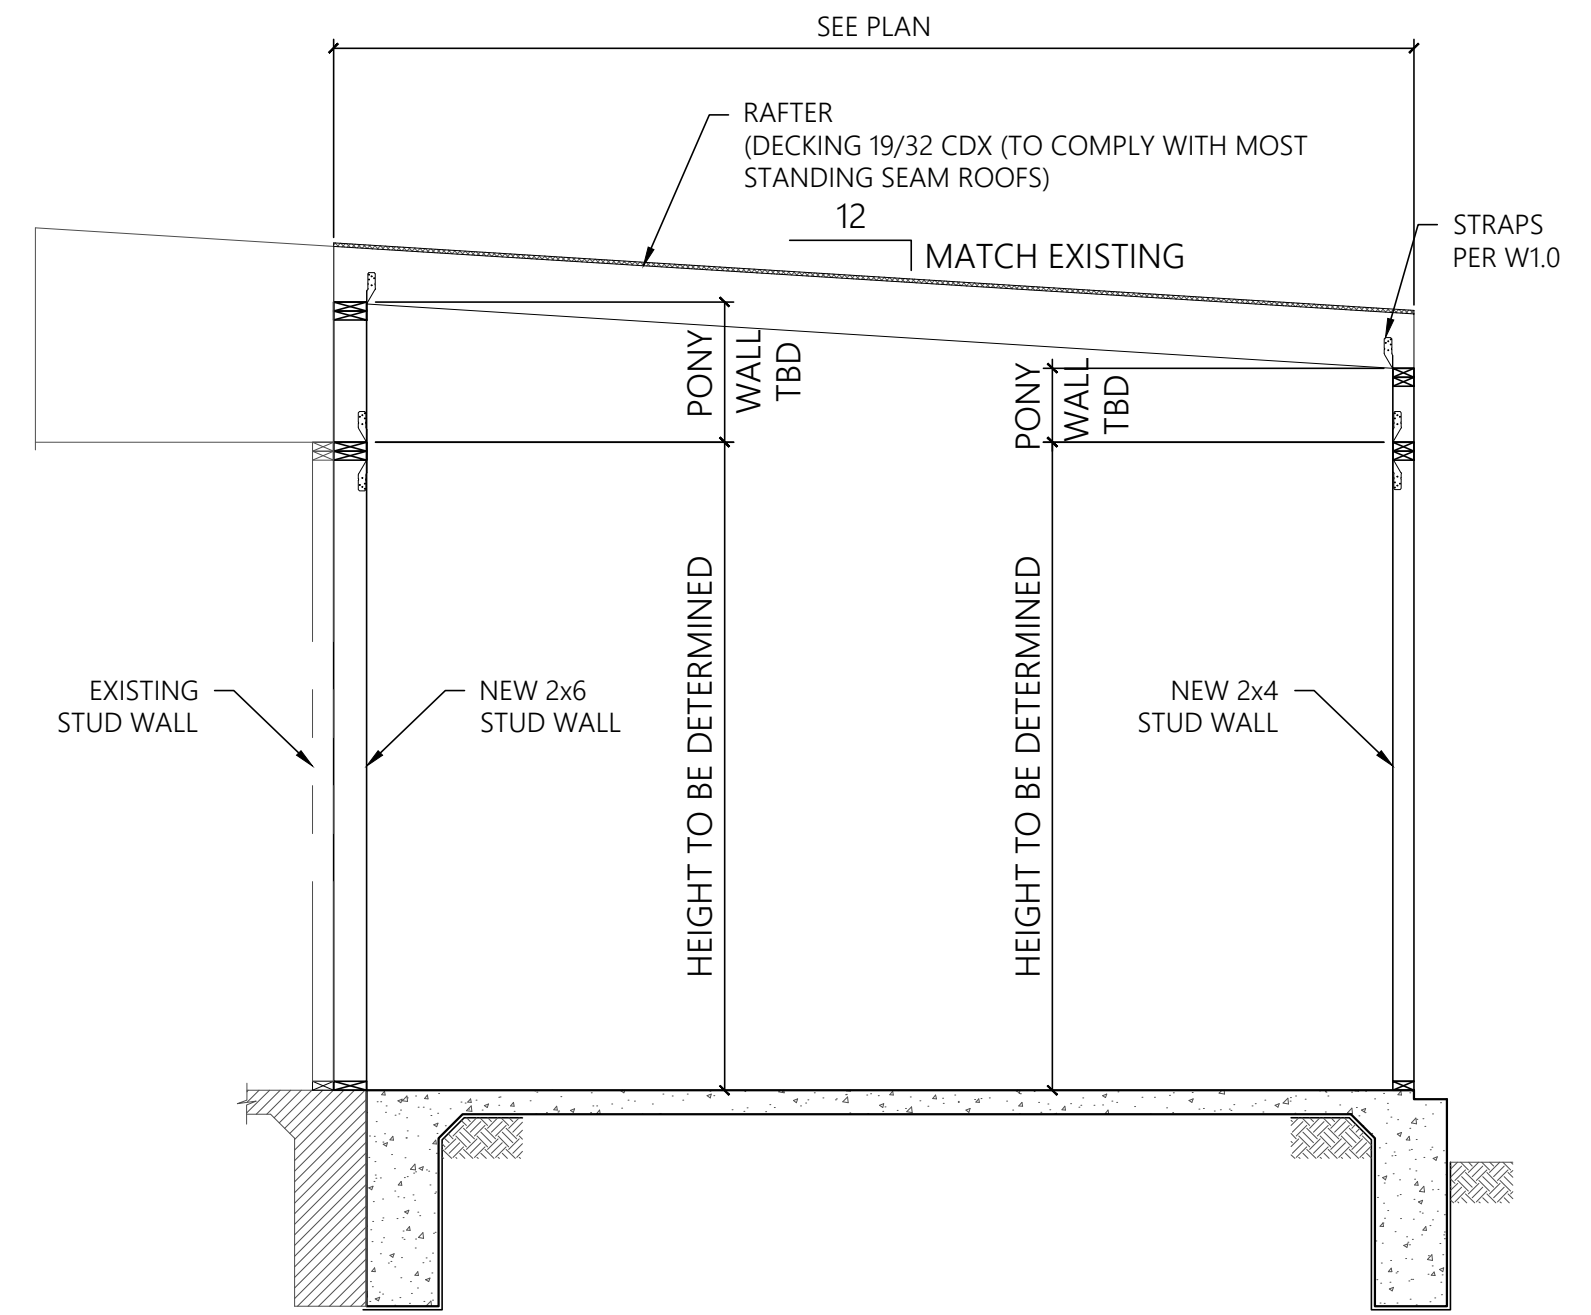 SEE PLAN
RAFTER
(DECKING 19/32 CDX (TO COMPLY WITH MOST
STANDING SEAM ROOFS)
12
MATCH EXISTING
STRAPS
PER W1.0
PONY
WALL
TBD
PONY
WALL
TBD
HEIGHT TO BE DETERMINED
HEIGHT TO BE DETERMINED
EXISTING
STUD WALL
NEW 2x6
STUD WALL
NEW 2x4
STUD WALL